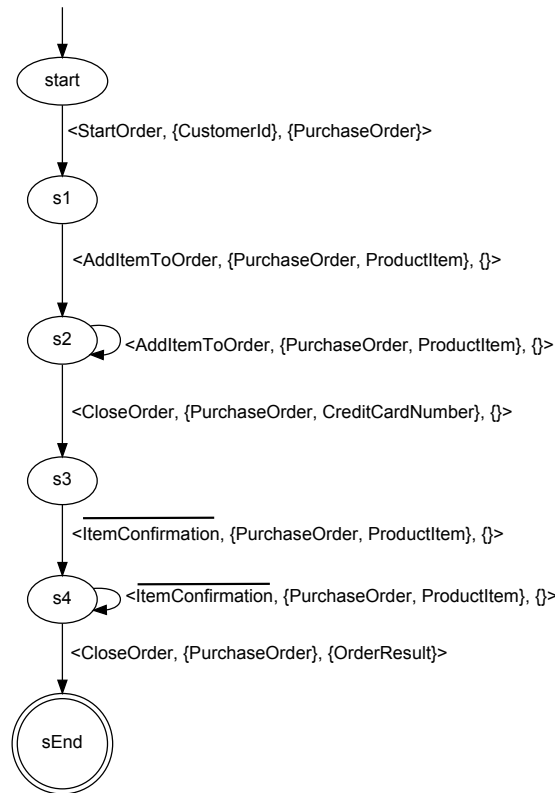 start
<StartOrder, {CustomerId}, {PurchaseOrder}>
s1
<AddItemToOrder, {PurchaseOrder, ProductItem}, {}>
s2
<AddItemToOrder, {PurchaseOrder, ProductItem}, {}>
<CloseOrder, {PurchaseOrder, CreditCardNumber}, {}>
s3
<ItemConfirmation, {PurchaseOrder, ProductItem}, {}>
s4
<ItemConfirmation, {PurchaseOrder, ProductItem}, {}>
<CloseOrder, {PurchaseOrder}, {OrderResult}>
sEnd